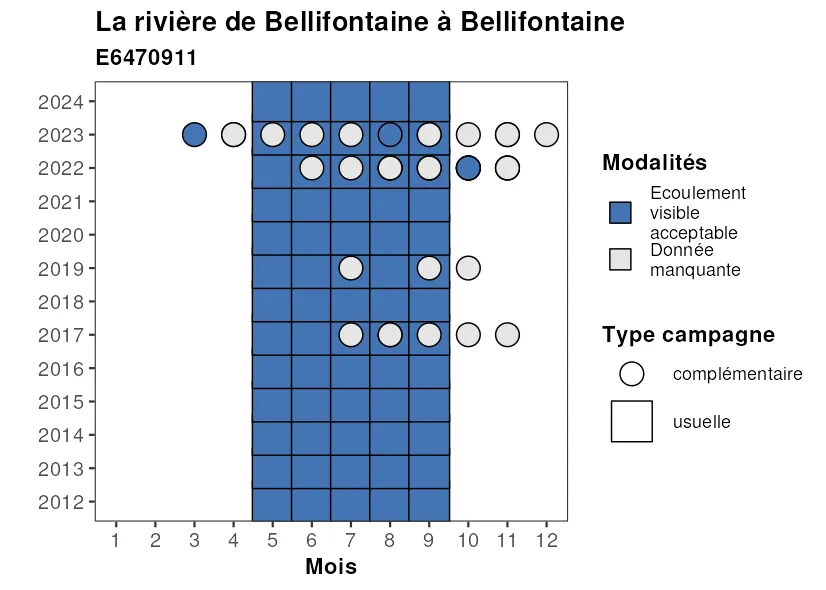 La rivière de Bellifontaine à Bellifontaine
E6470911
2024
2023
2022
2021
2020
2019
2018
2017
2016
2015
2014
2013
2012
1 2 3 4 5 6 7 8 9 10 11 12
Mois
Modalités
Ecoulement
visible
acceptable
Donnée
manquante
Type campagne
complémentaire
usuelle